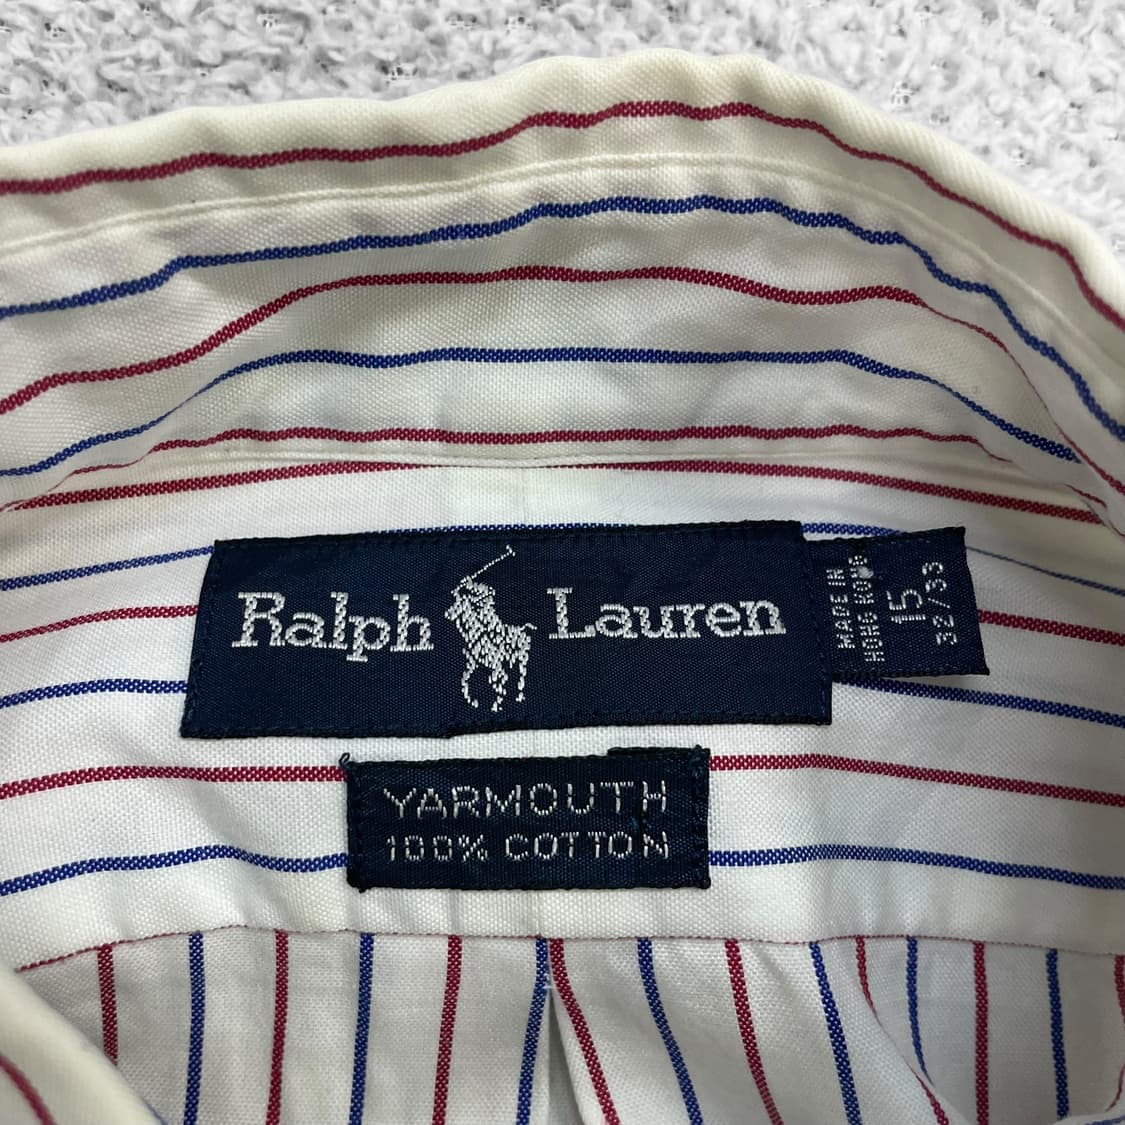 Ralph Lauren
MADE IN
HONG KONG
15
32/33
YARMOUTH
100% COTTON